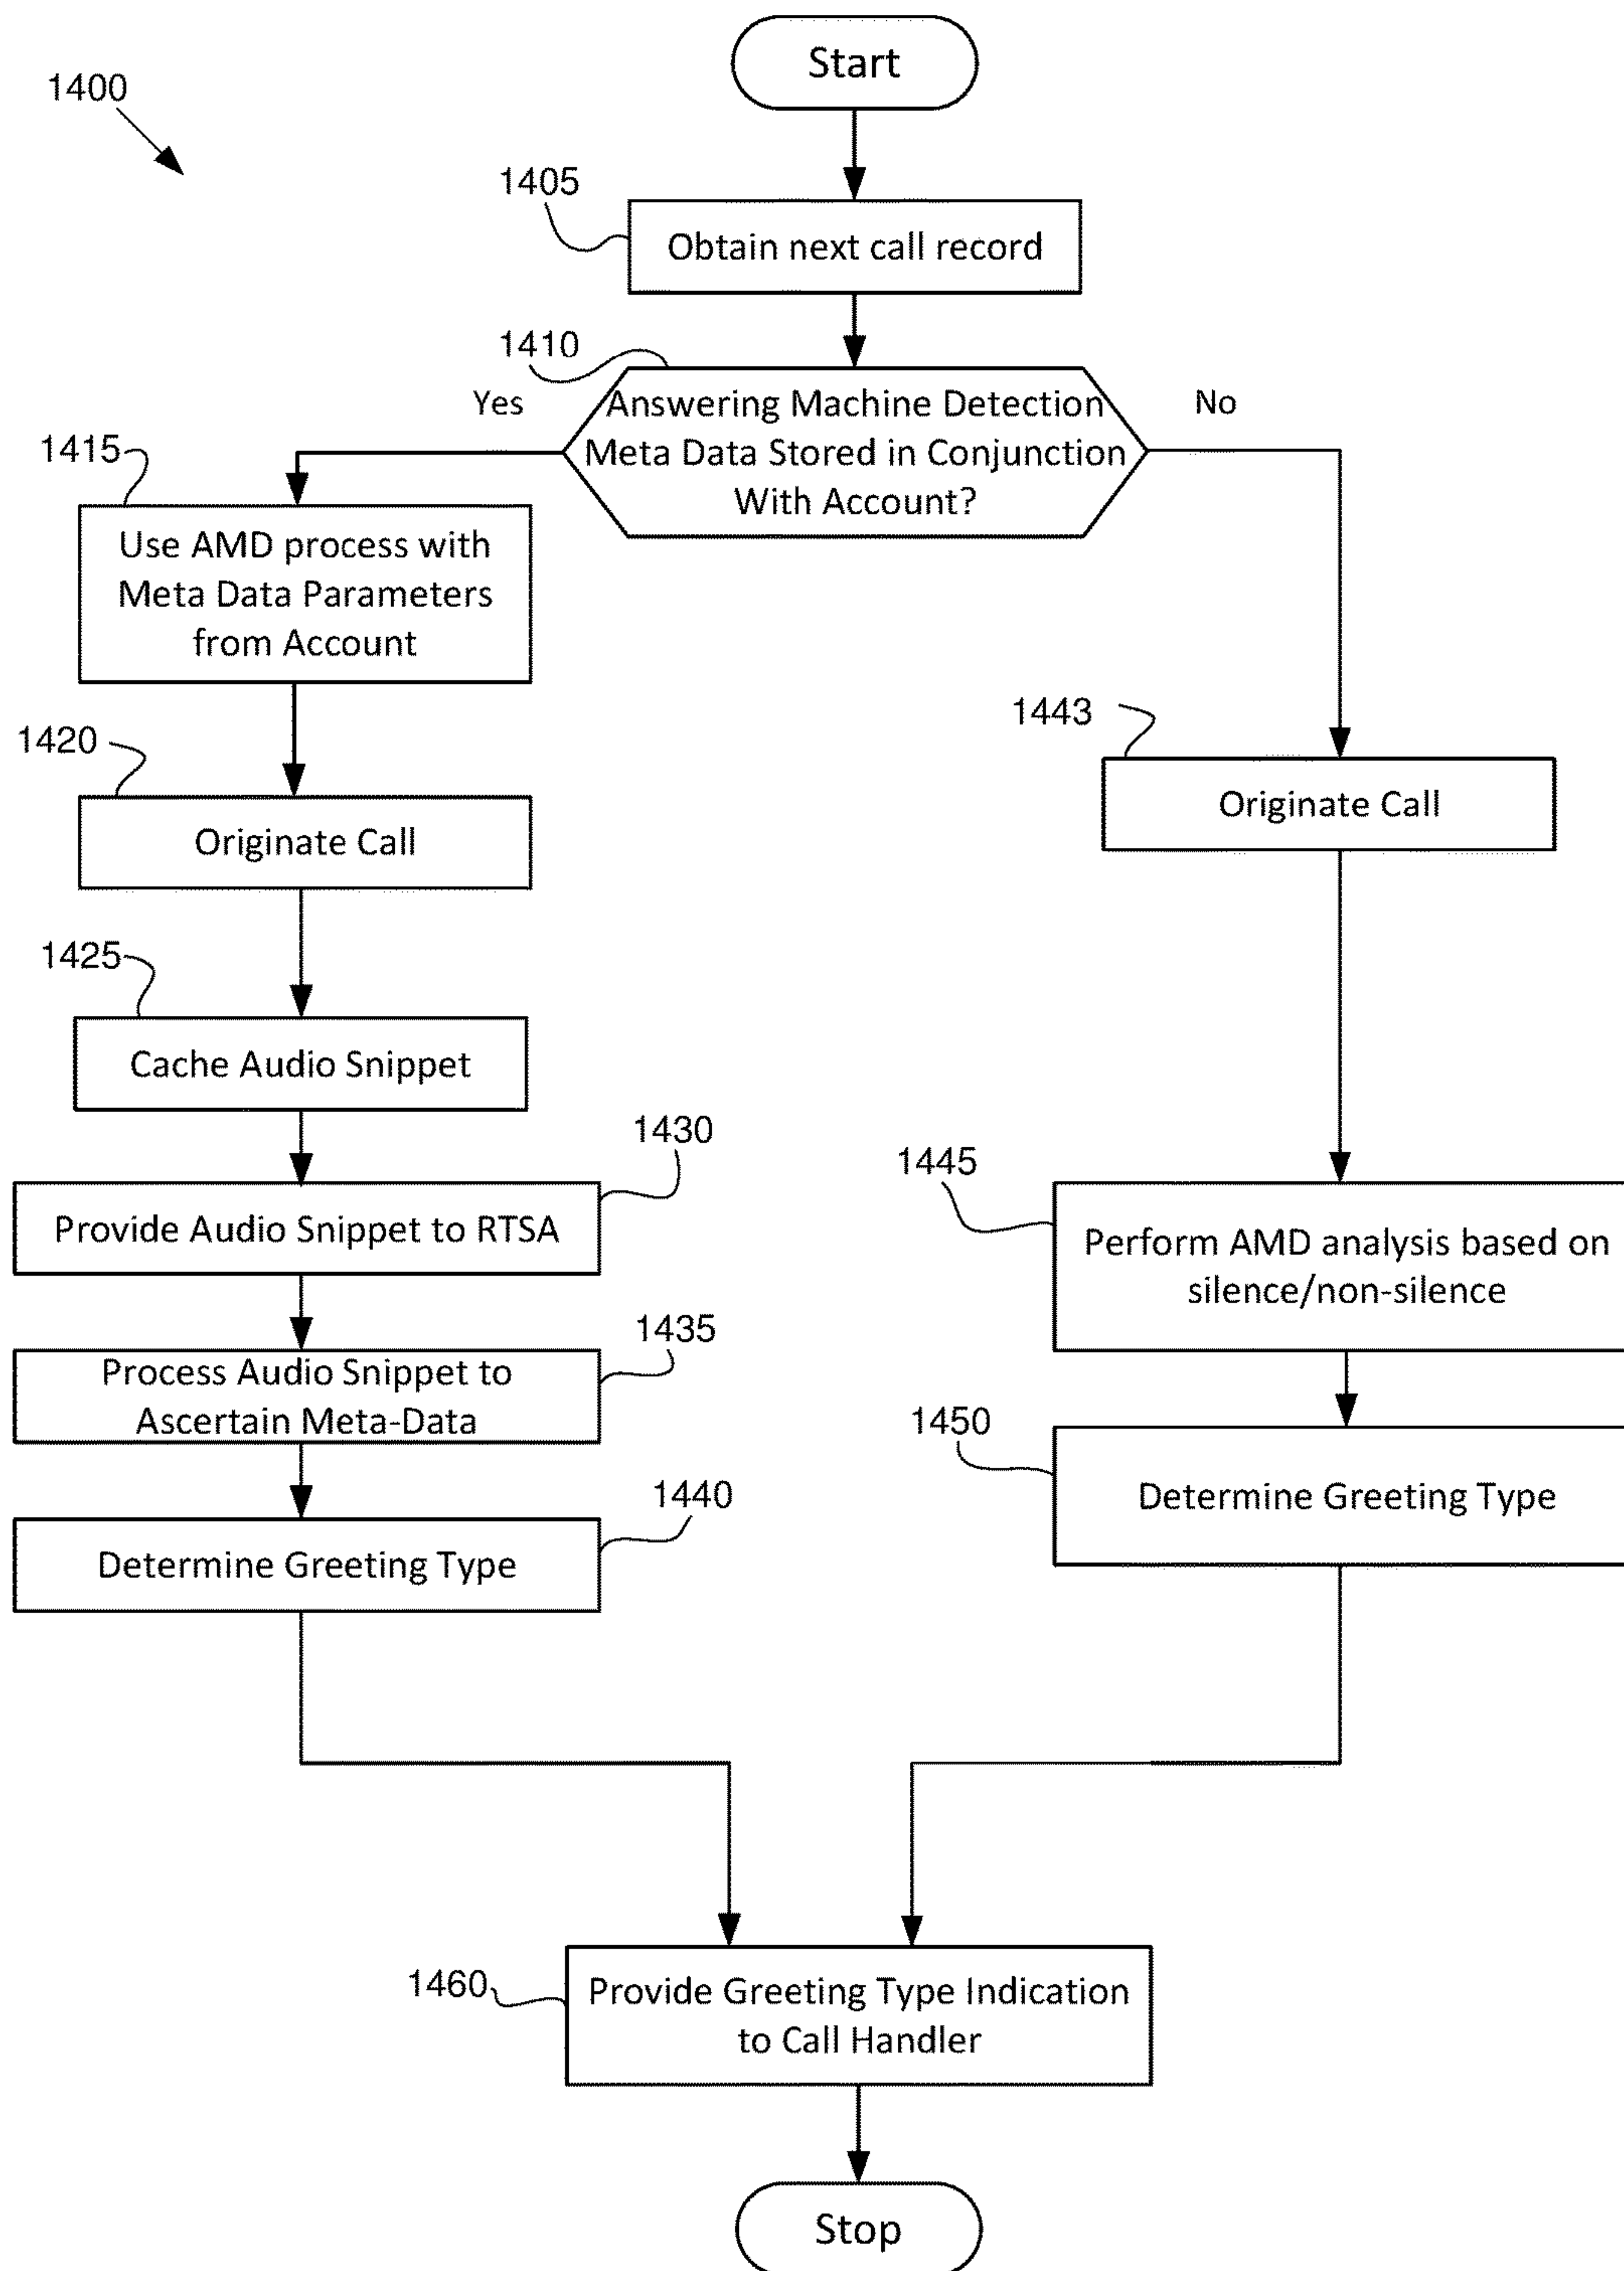 Start
1400
1405
Obtain next call record
1410
Yes
Answering Machine Detection
Meta Data Stored in Conjunction
With Account?
No
1415
Use AMD process with
Meta Data Parameters
from Account
1420
Originate Call
1443
Originate Call
1425
Cache Audio Snippet
1430
Provide Audio Snippet to RTSA
1445
Perform AMD analysis based on
silence/non-silence
1435
Process Audio Snippet to
Ascertain Meta-Data
1450
Determine Greeting Type
1440
Determine Greeting Type
1460
Provide Greeting Type Indication
to Call Handler
Stop